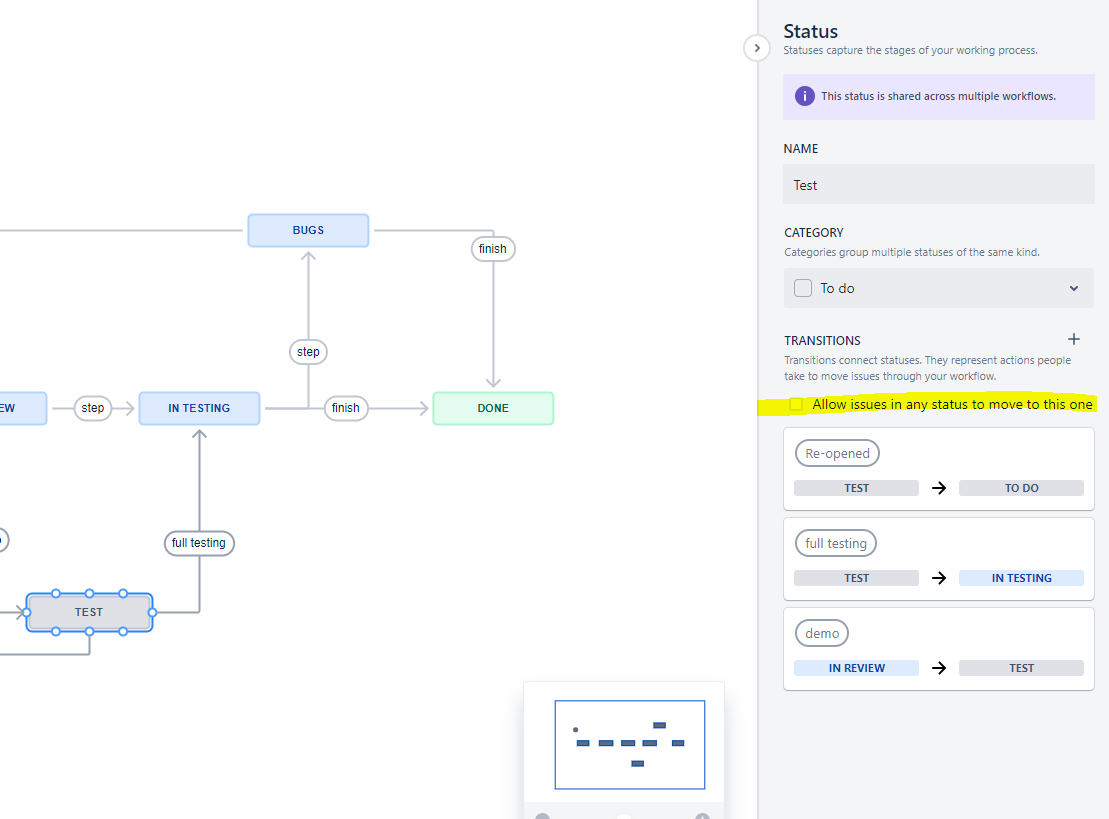 Status
Statuses capture the stages of your working process.
This status is shared across multiple workflows.
NAME
Test
CATEGORY
Categories group multiple statuses of the same kind.
To do
TRANSITIONS
Transitions connect statuses. They represent actions people
take to move issues through your workflow.
Allow issues in any status to move to this one
Re-opened
TEST
TO DO
full testing
TEST
IN TESTING
demo
IN REVIEW
TEST
BUGS
finish
step
EW
step
IN TESTING
finish
DONE
full testing
TEST